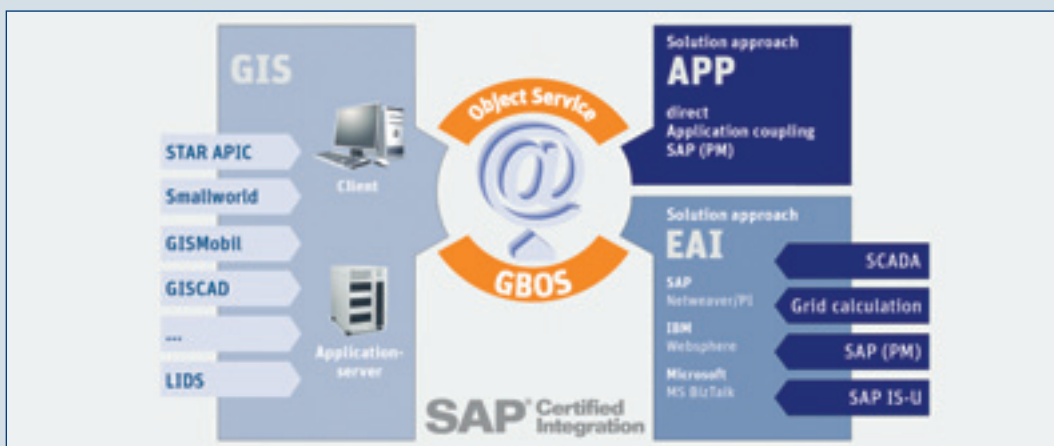 GIS
STAR APIC
Smallworld
GISMobil
GISCAD
...
LIDS
Client
Application-
server
Object Service
@
GBOS
SAP® Certified
Integration
Solution approach
APP
direct
Application coupling
SAP (PM)
Solution approach
EAI
SAP
Netweaver/PI
IBM
Websphere
Microsoft
MS BizTalk
SCADA
Grid calculation
SAP (PM)
SAP IS-U